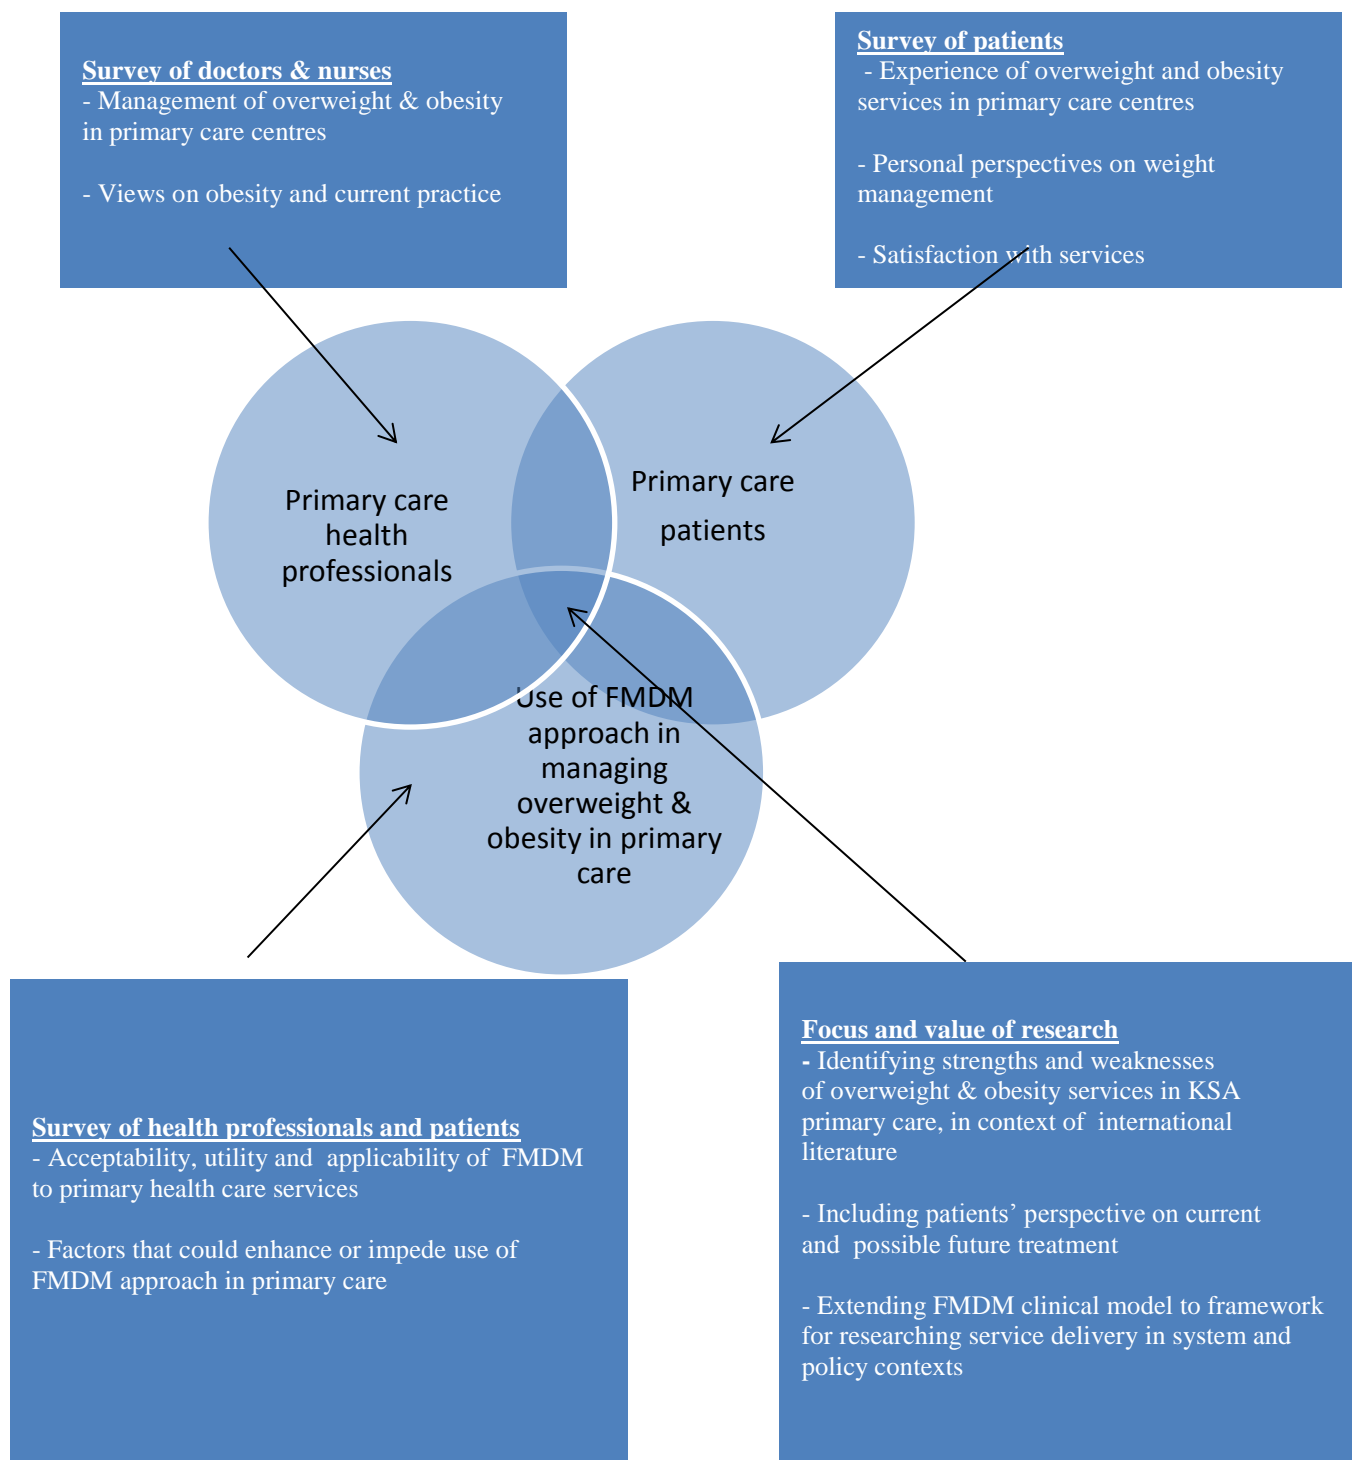 Survey of doctors & nurses
- Management of overweight & obesity
in primary care centres
- Views on obesity and current practice
Survey of patients
- Experience of overweight and obesity
services in primary care centres
- Personal perspectives on weight
management
- Satisfaction with services
Primary care
health
professionals
Primary care
patients
Use of FMDM
approach in
managing
overweight &
obesity in primary
care
Survey of health professionals and patients
- Acceptability, utility and applicability of FMDM
to primary health care services
- Factors that could enhance or impede use of
FMDM approach in primary care
Focus and value of research
- Identifying strengths and weaknesses
of overweight & obesity services in KSA
primary care, in context of international
literature
- Including patients’ perspective on current
and possible future treatment
- Extending FMDM clinical model to framework
for researching service delivery in system and
policy contexts